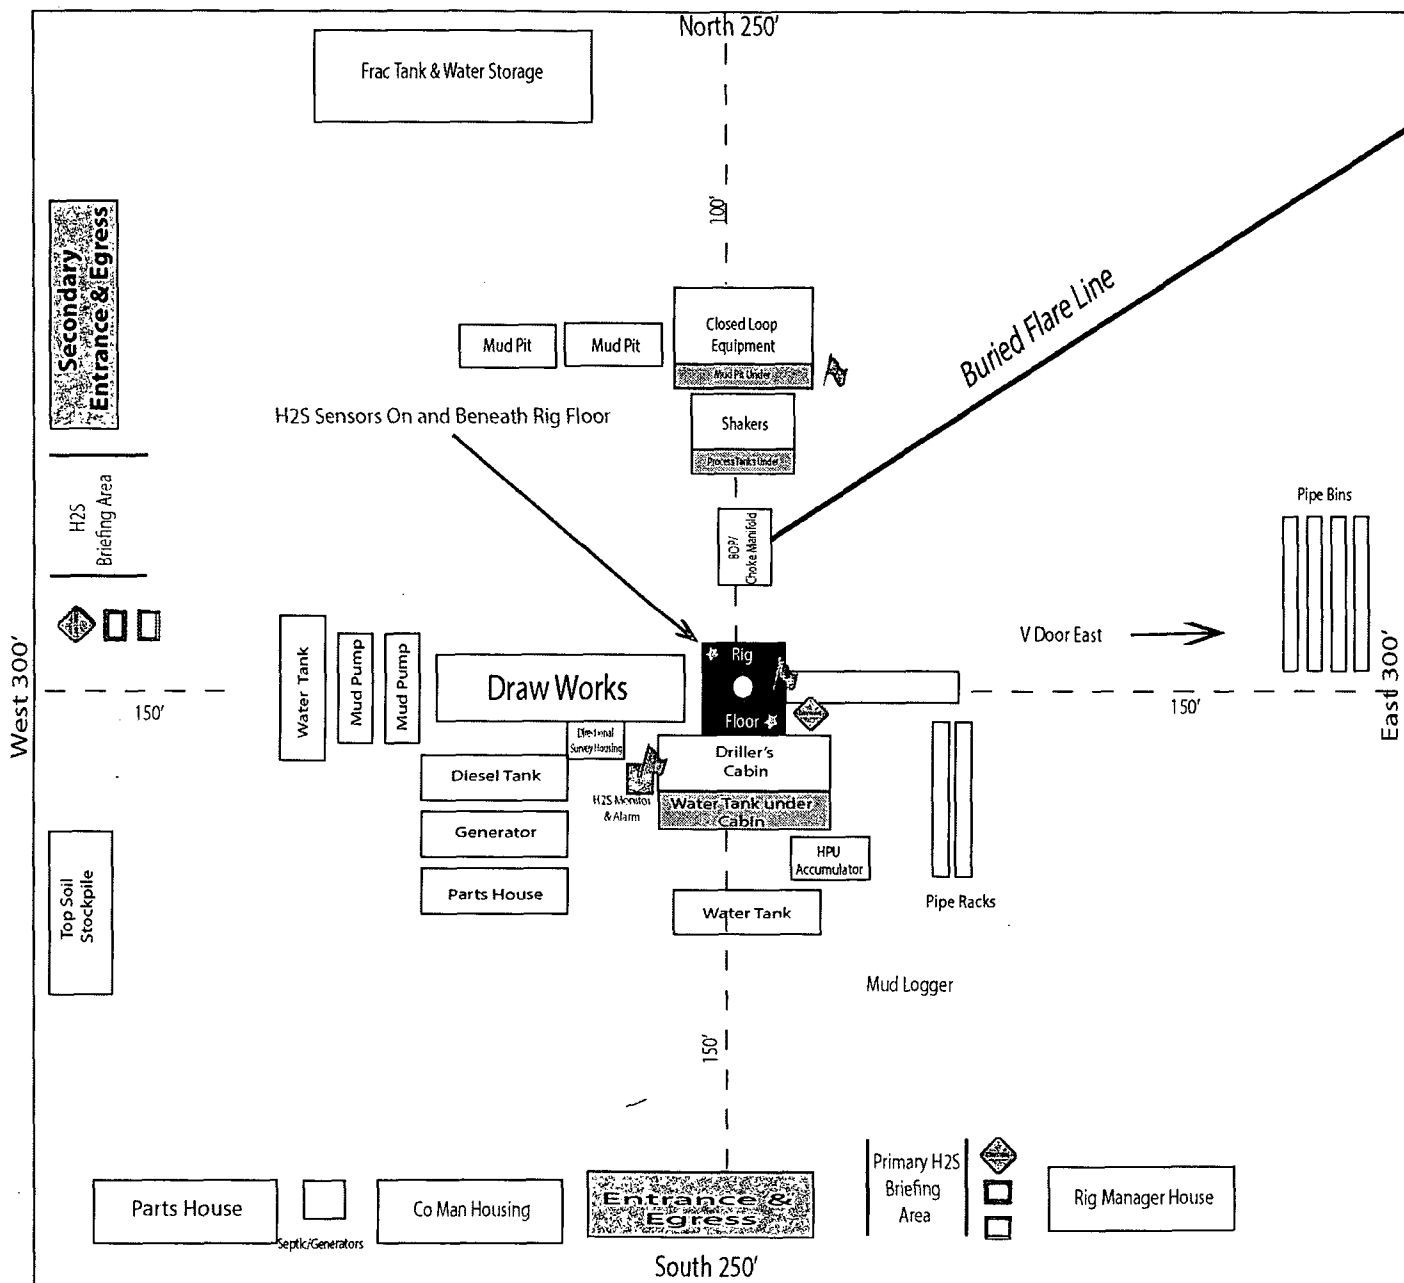 North 250'
Frac Tank & Water Storage
100'
Secondary
Entrance & Egress
Buried Flare Line
Closed Loop
Equipment
Mud Pit Under
Mud Pit
Mud Pit
H2S Sensors On and Beneath Rig Floor
Shakers
Process Tanks Under
H2S
Briefing Area
BOP/
Choke Manifold
Pipe Bins
V Door East
West 300'
150'
Water Tank
Mud Pump
Mud Pump
Draw Works
Rig
Floor
150'
East 300'
Directional
Survey Housing
Driller's
Cabin
Diesel Tank
H2S Monitor
& Alarm
Water Tank under
Cabin
Generator
HPU
Accumulator
Parts House
Water Tank
Pipe Racks
Top Soil
Stockpile
Mud Logger
150'
Parts House
Septic/Generators
Co Man Housing
Entrance &
Egress
Primary H2S
Briefing
Area
Rig Manager House
South 250'